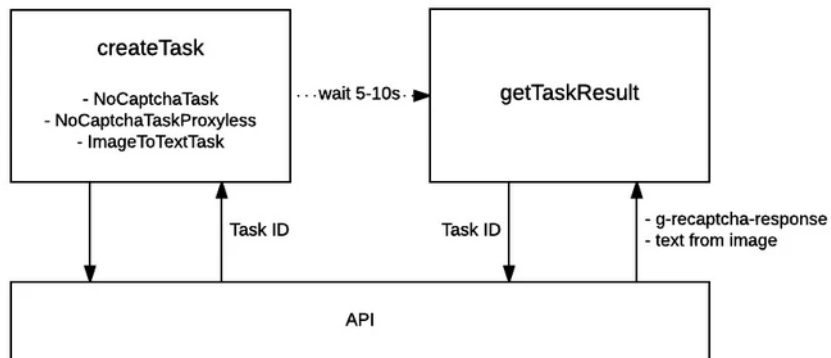 createTask
- NoCaptchaTask
- NoCaptchaTaskProxyless
- ImageToTextTask
wait 5-10s
getTaskResult
Task ID
Task ID
- g-recaptcha-response
- text from image
API